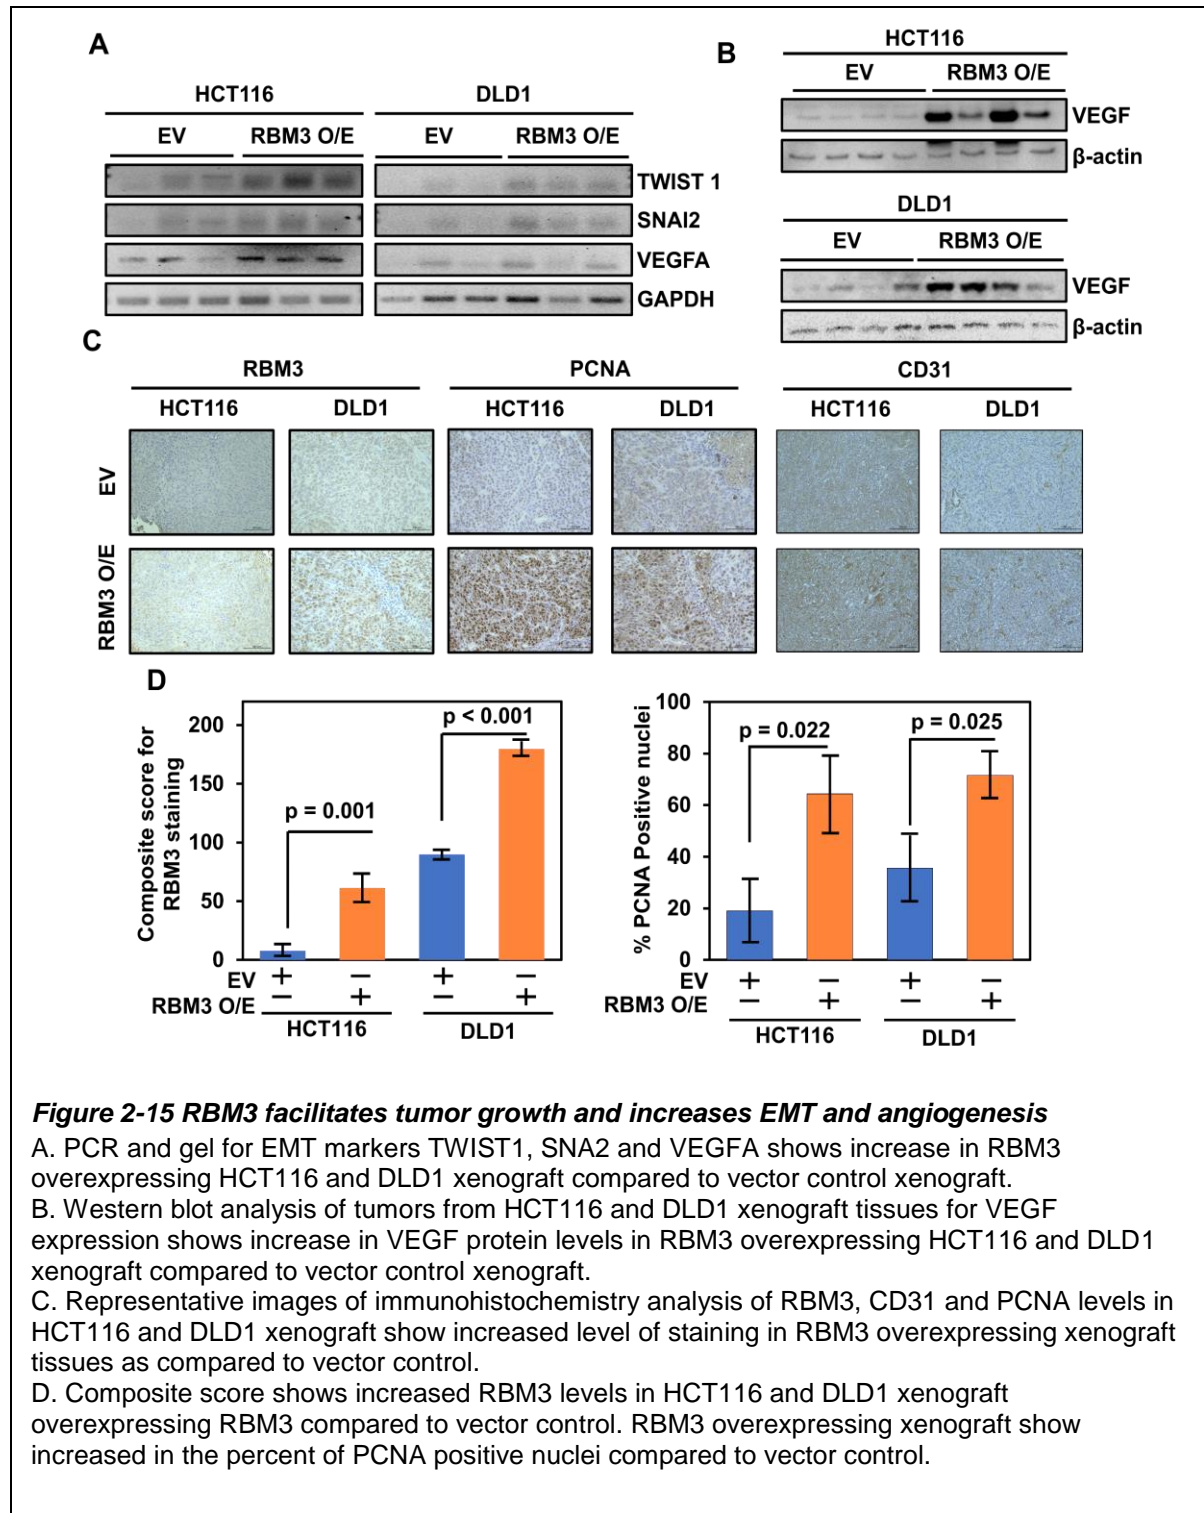 A
HCT116 DLD1
EV RBM3 O/E EV RBM3 O/E
TWIST 1
SNAI2
VEGFA
GAPDH
B
HCT116
EV RBM3 O/E
VEGF
β-actin
DLD1
EV RBM3 O/E
VEGF
β-actin
C
RBM3 PCNA CD31
HCT116 DLD1 HCT116 DLD1 HCT116 DLD1
EV
RBM3 O/E
D
Composite score for
RBM3 staining
200
150
100
50
0
p = 0.001
p < 0.001
EV + − + −
RBM3 O/E − + − +
HCT116 DLD1
% PCNA Positive nuclei
100
80
60
40
20
0
p = 0.022
p = 0.025
+ − + −
− + − +
HCT116 DLD1
Figure 2-15 RBM3 facilitates tumor growth and increases EMT and angiogenesis
A. PCR and gel for EMT markers TWIST1, SNA2 and VEGFA shows increase in RBM3
overexpressing HCT116 and DLD1 xenograft compared to vector control xenograft.
B. Western blot analysis of tumors from HCT116 and DLD1 xenograft tissues for VEGF
expression shows increase in VEGF protein levels in RBM3 overexpressing HCT116 and DLD1
xenograft compared to vector control xenograft.
C. Representative images of immunohistochemistry analysis of RBM3, CD31 and PCNA levels in
HCT116 and DLD1 xenograft show increased level of staining in RBM3 overexpressing xenograft
tissues as compared to vector control.
D. Composite score shows increased RBM3 levels in HCT116 and DLD1 xenograft
overexpressing RBM3 compared to vector control. RBM3 overexpressing xenograft show
increased in the percent of PCNA positive nuclei compared to vector control.